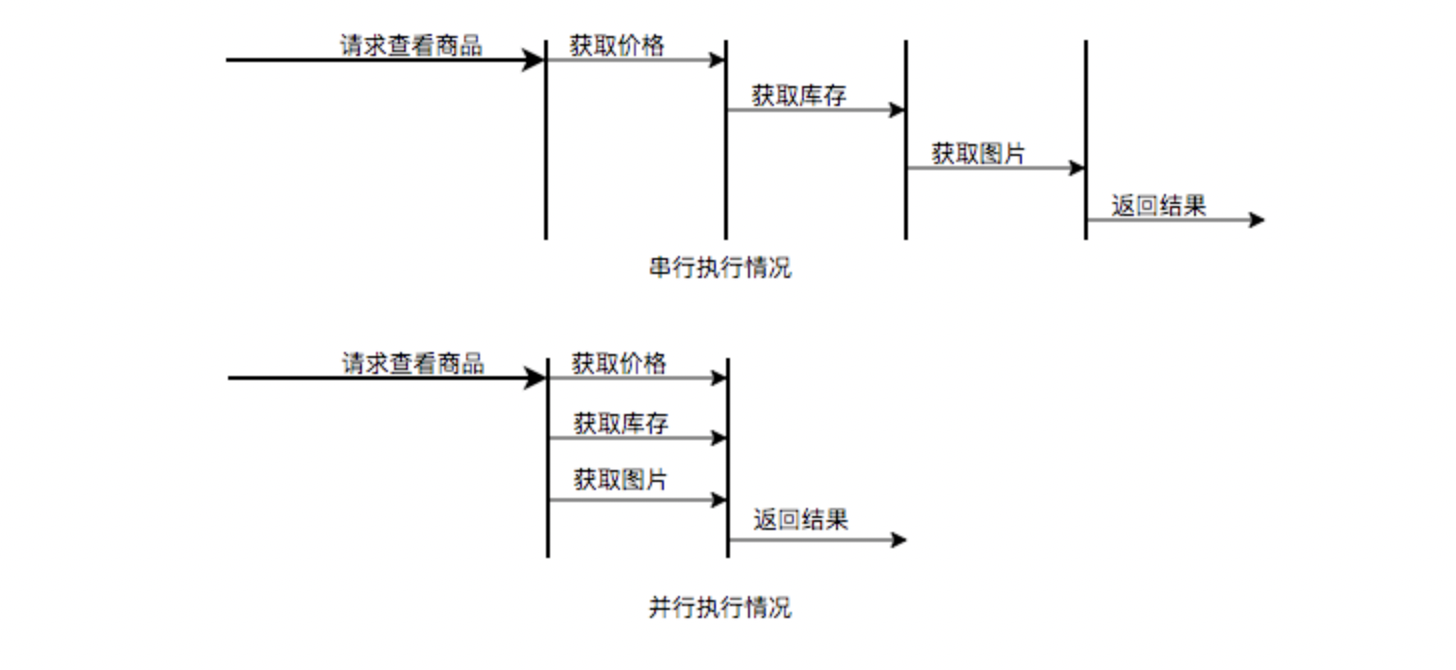 请求查看商品
获取价格
获取库存
获取图片
返回结果
串行执行情况
请求查看商品
获取价格
获取库存
获取图片
返回结果
并行执行情况